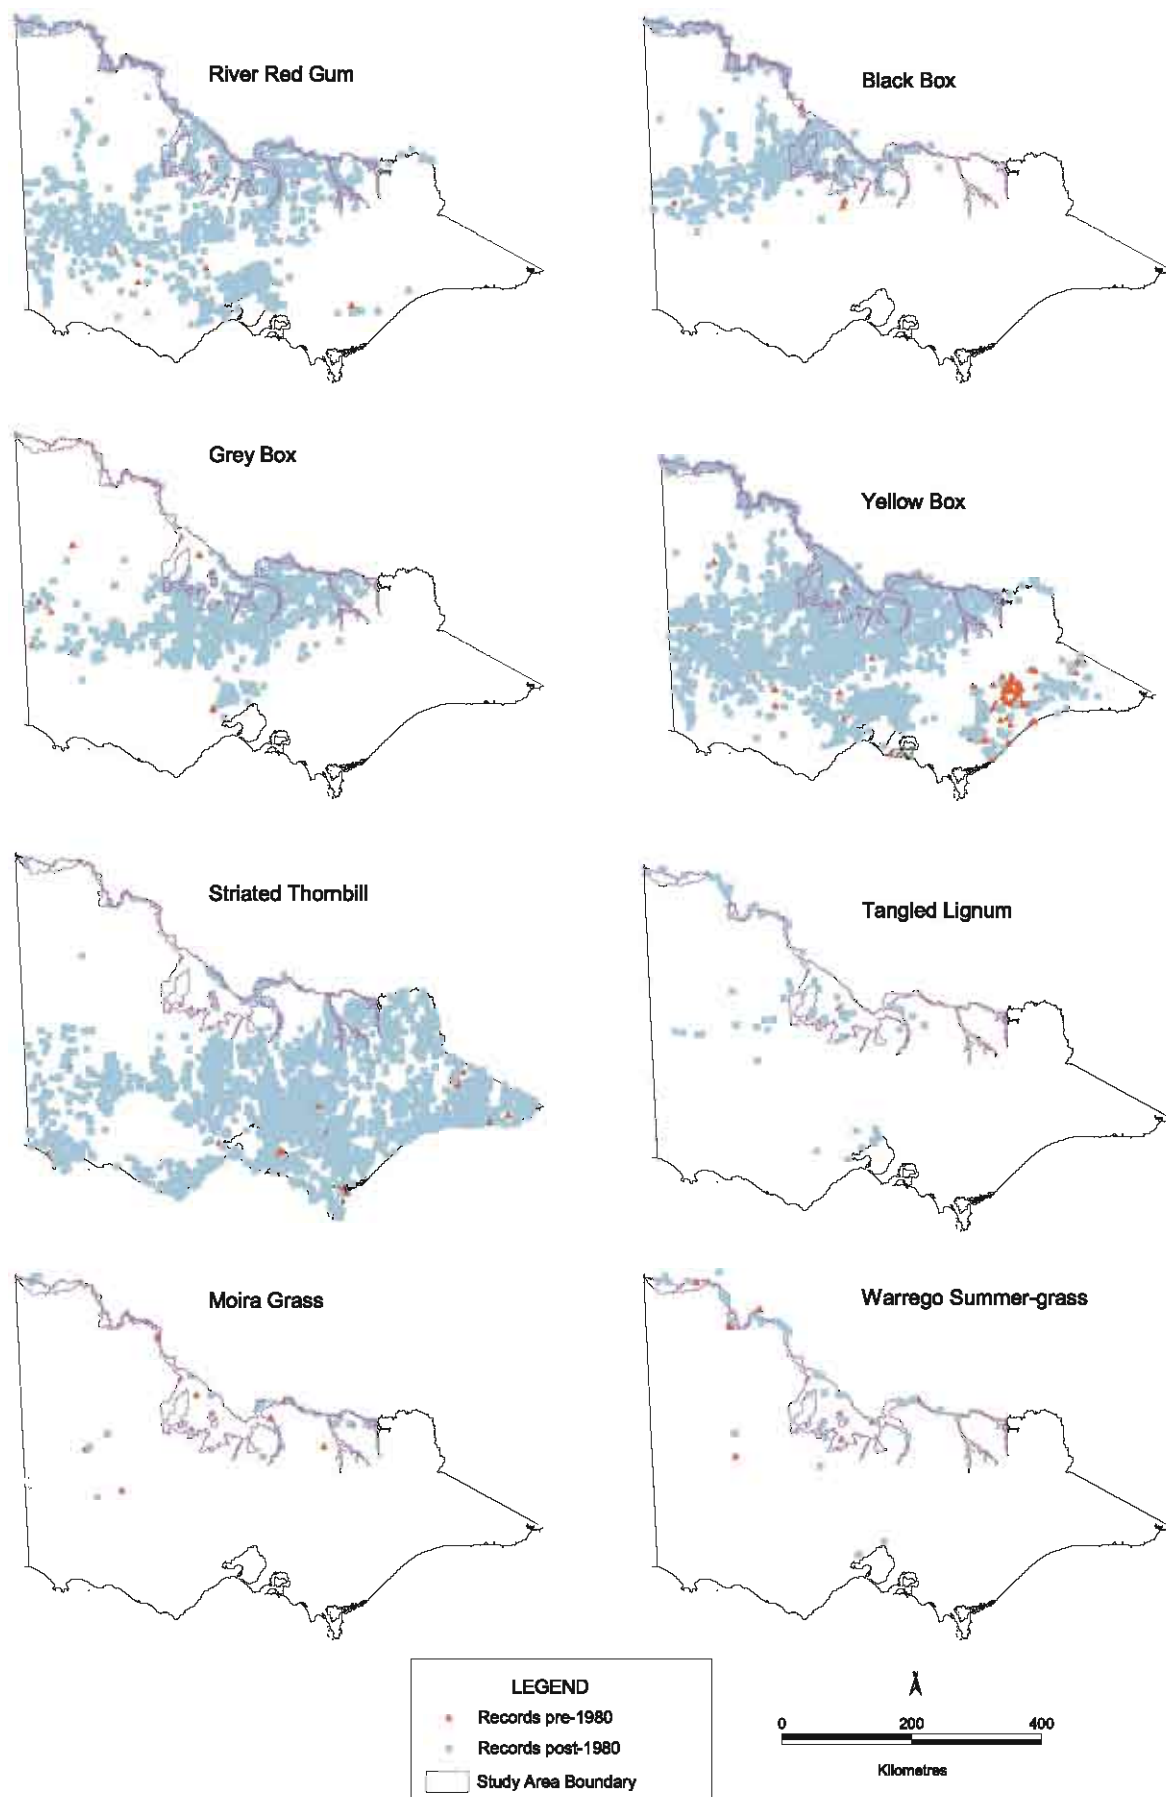 River Red Gum
Black Box
Grey Box
Yellow Box
Striated Thornbill
Tangled Lignum
Moira Grass
Warrego Summer-grass
LEGEND
Records pre-1980
Records post-1980
Study Area Boundary
0 200 400
Kilometres